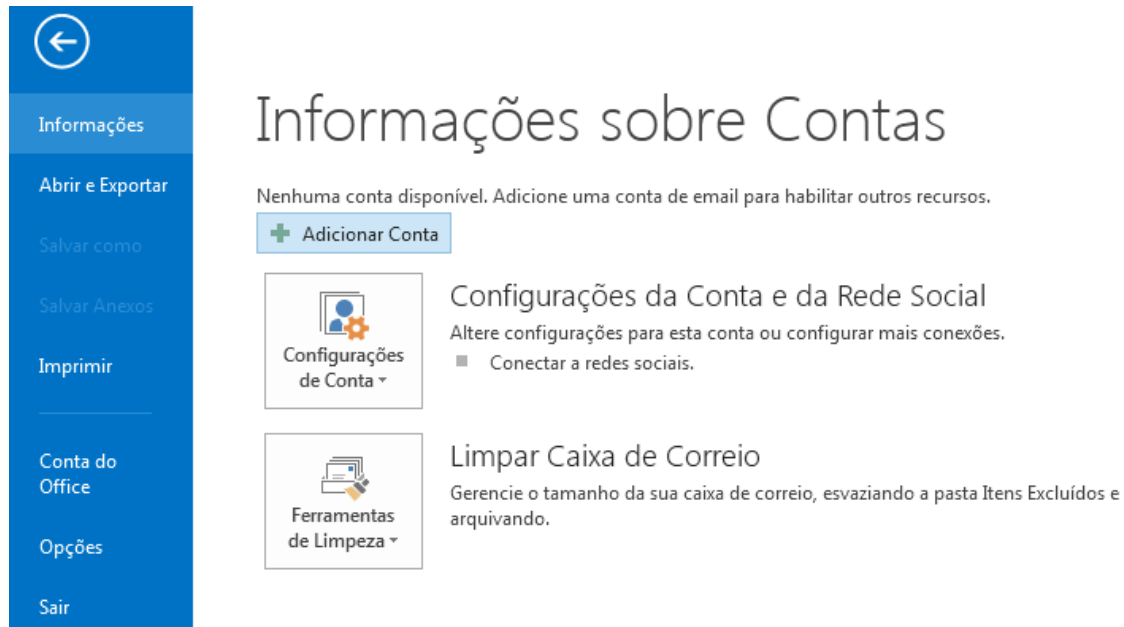 Informações
Abrir e Exportar
Salvar como
Salvar Anexos
Imprimir
Conta do
Office
Opções
Sair
Informações sobre Contas
Nenhuma conta disponível. Adicione uma conta de email para habilitar outros recursos.
Adicionar Conta
Configurações
de Conta
Configurações da Conta e da Rede Social
Altere configurações para esta conta ou configurar mais conexões.
Conectar a redes sociais.
Ferramentas
de Limpeza
Limpar Caixa de Correio
Gerencie o tamanho da sua caixa de correio, esvaziando a pasta Itens Excluídos e
arquivando.